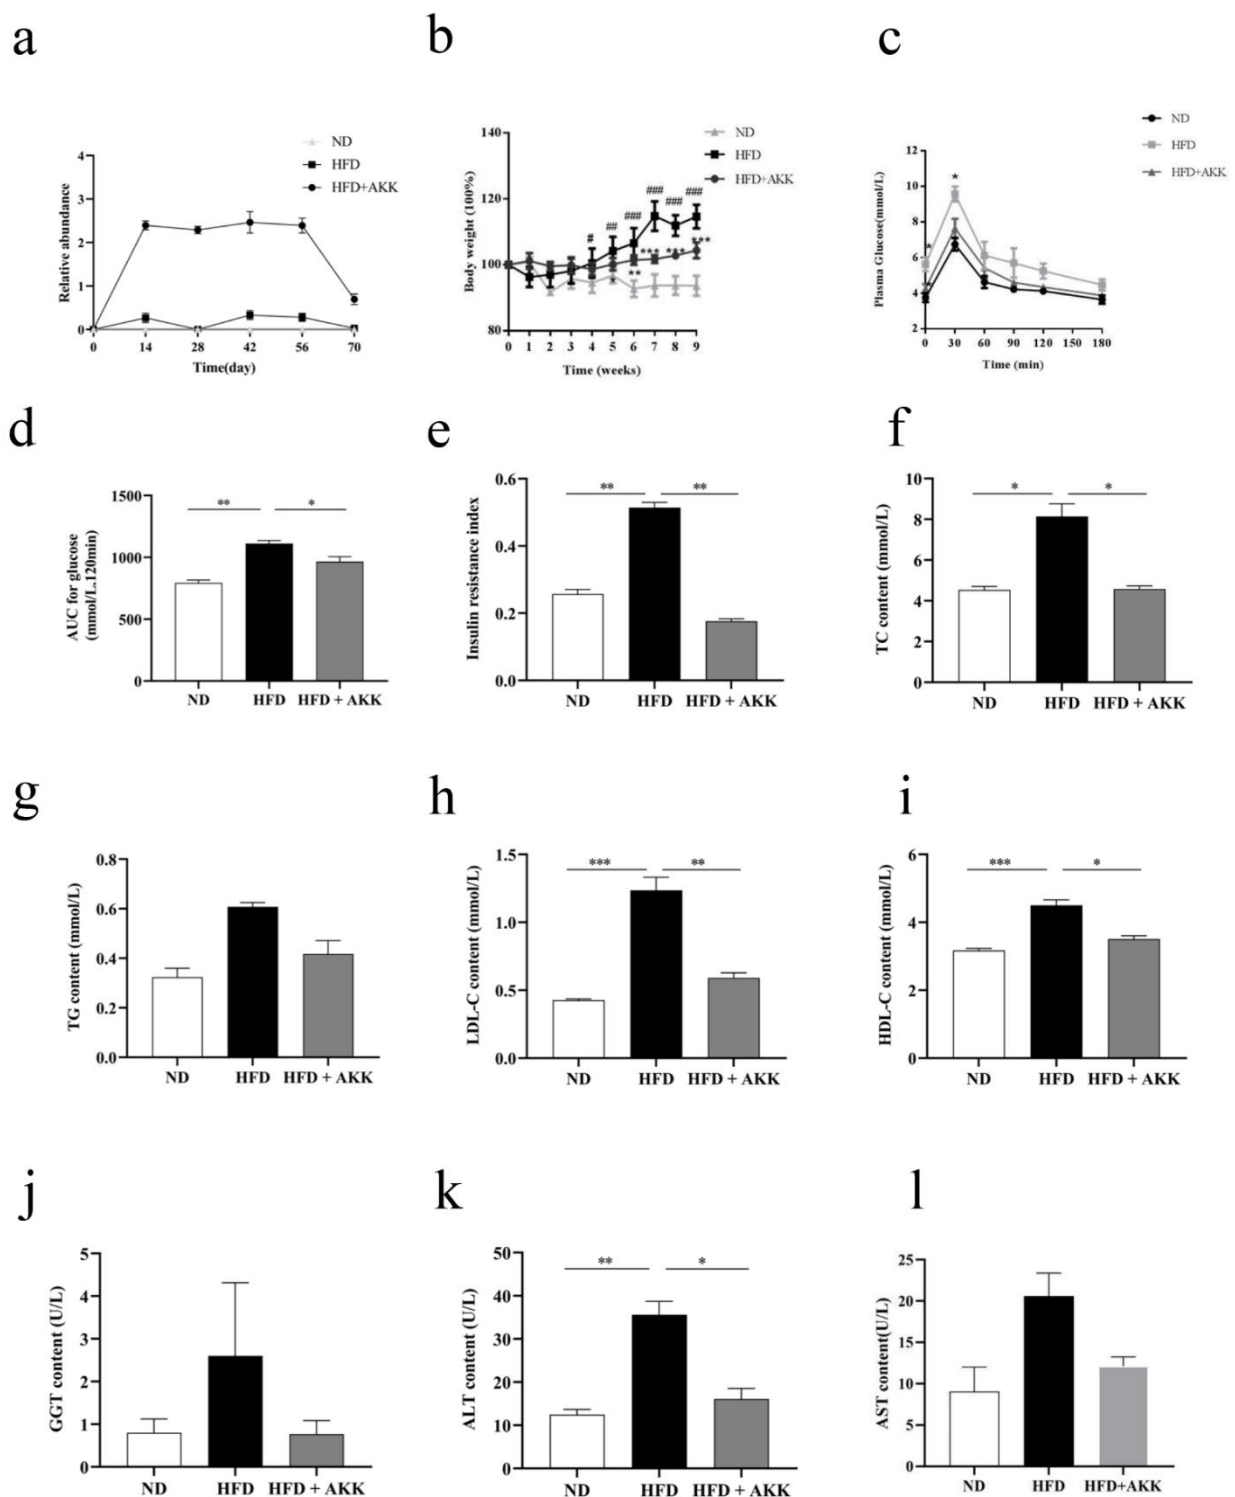 a
b
c
ND
HFD
HFD+AKK
4
3
2
1
0
Relative abundance
0 14 28 42 56 70
Time(day)
ND
HFD
HFD+AKK
140
120
100
80
Body weight (100%)
# ## ### ### ### ###
* ** *** *** ***
0 1 2 3 4 5 6 7 8 9
Time (weeks)
ND
HFD
HFD+AKK
12
10
8
6
4
2
Plasma Glucose(mmol/L)
* *
0 30 60 90 120 150 180
Time (min)
d
e
f
1500
1000
500
0
AUC for glucose
(mmol/L.120min)
** *
ND HFD HFD + AKK
0.6
0.4
0.2
0.0
Insulin resistance index
** **
ND HFD HFD + AKK
10
8
6
4
2
0
TC content (mmol/L)
* *
ND HFD HFD + AKK
g
h
i
0.8
0.6
0.4
0.2
0.0
TG content (mmol/L)
ND HFD HFD + AKK
1.5
1.0
0.5
0.0
LDL-C content (mmol/L)
*** **
ND HFD HFD + AKK
6
4
2
0
HDL-C content (mmol/L)
*** *
ND HFD HFD + AKK
j
k
l
5
4
3
2
1
0
GGT content (U/L)
ND HFD HFD + AKK
50
40
30
20
10
0
ALT content (U/L)
** *
ND HFD HFD + AKK
25
20
15
10
5
0
AST content(U/L)
ND HFD HFD+AKK